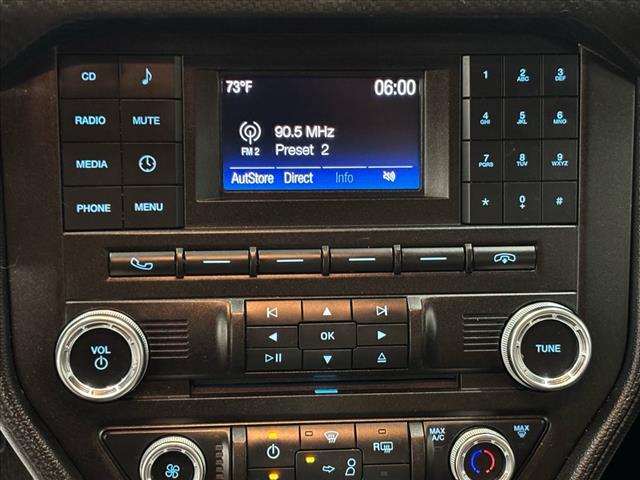 CD
RADIO MUTE
MEDIA
PHONE MENU
73°F 06:00
90.5 MHz
FM 2 Preset 2
AutStore Direct Info
1 2 ABC 3 DEF
4 GHI 5 JKL 6 MNO
7 PQRS 8 TUV 9 WXYZ
* 0 + #
VOL
OK
TUNE
MAX A/C
MAX
R